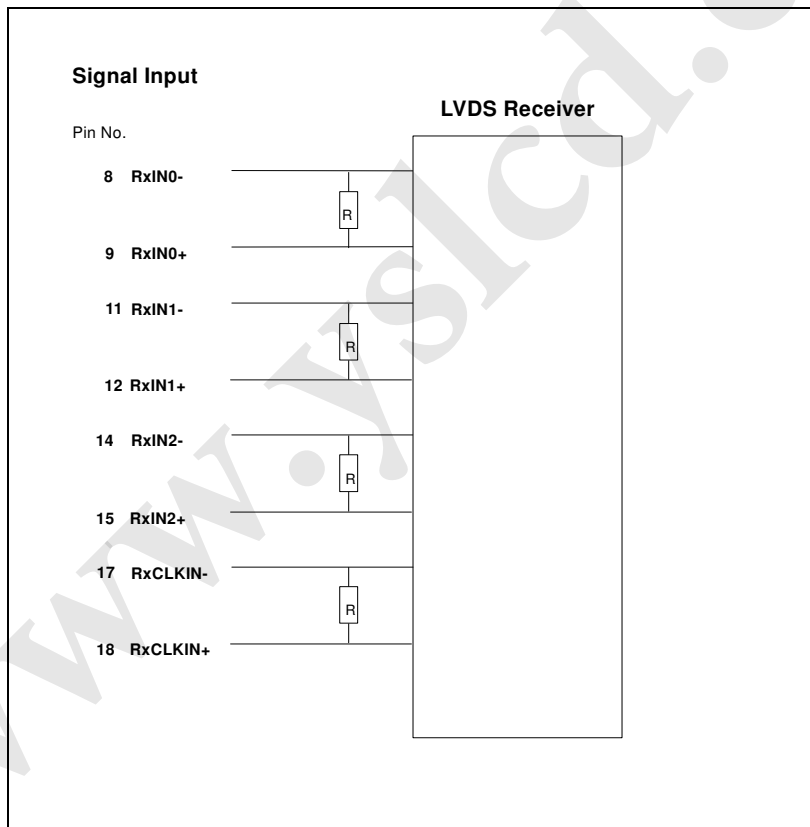 Signal Input
LVDS Receiver
Pin No.
8 RxIN0-
R
9 RxIN0+
11 RxIN1-
R
12 RxIN1+
14 RxIN2-
R
15 RxIN2+
17 RxCLKIN-
R
18 RxCLKIN+
www.yslcd.c